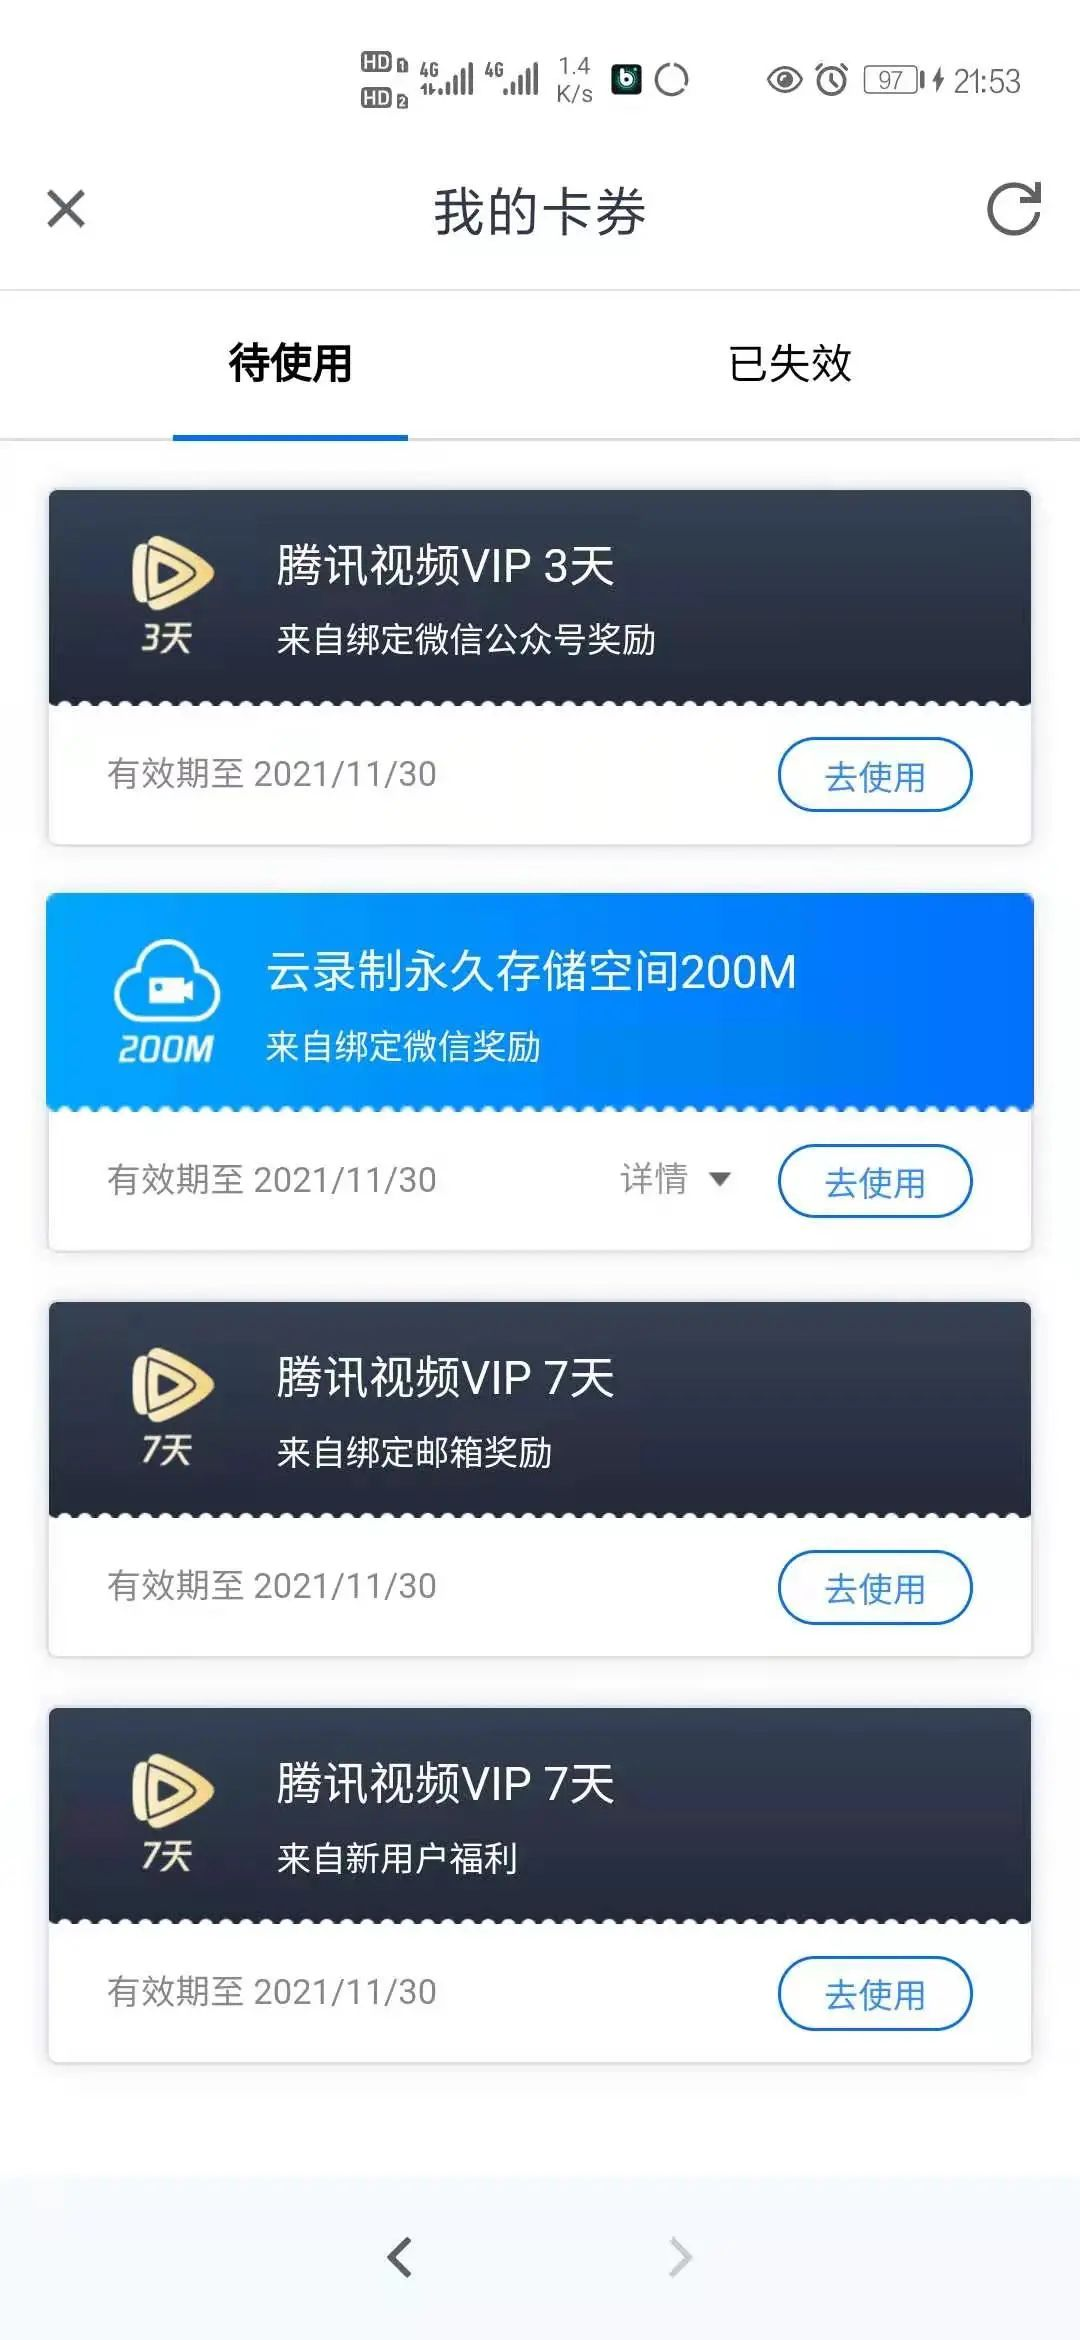 HD 1 4G 4G 1.4 97 21:53
HD 2 K/s
我的卡券
待使用 已失效
腾讯视频VIP 3天
3天 来自绑定微信公众号奖励
有效期至 2021/11/30 去使用
云录制永久存储空间200M
200M 来自绑定微信奖励
有效期至 2021/11/30 详情 去使用
腾讯视频VIP 7天
7天 来自绑定邮箱奖励
有效期至 2021/11/30 去使用
腾讯视频VIP 7天
7天 来自新用户福利
有效期至 2021/11/30 去使用